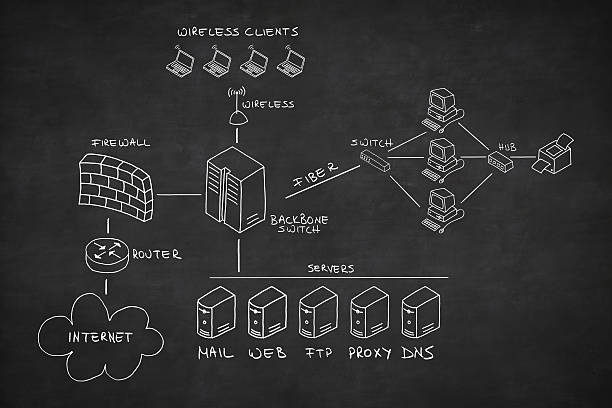 WIRELESS CLIENTS
WIRELESS
FIREWALL
SWITCH
HUB
FIBER
BACKBONE
SWITCH
ROUTER
SERVERS
INTERNET
MAIL WEB FTP PROXY DNS